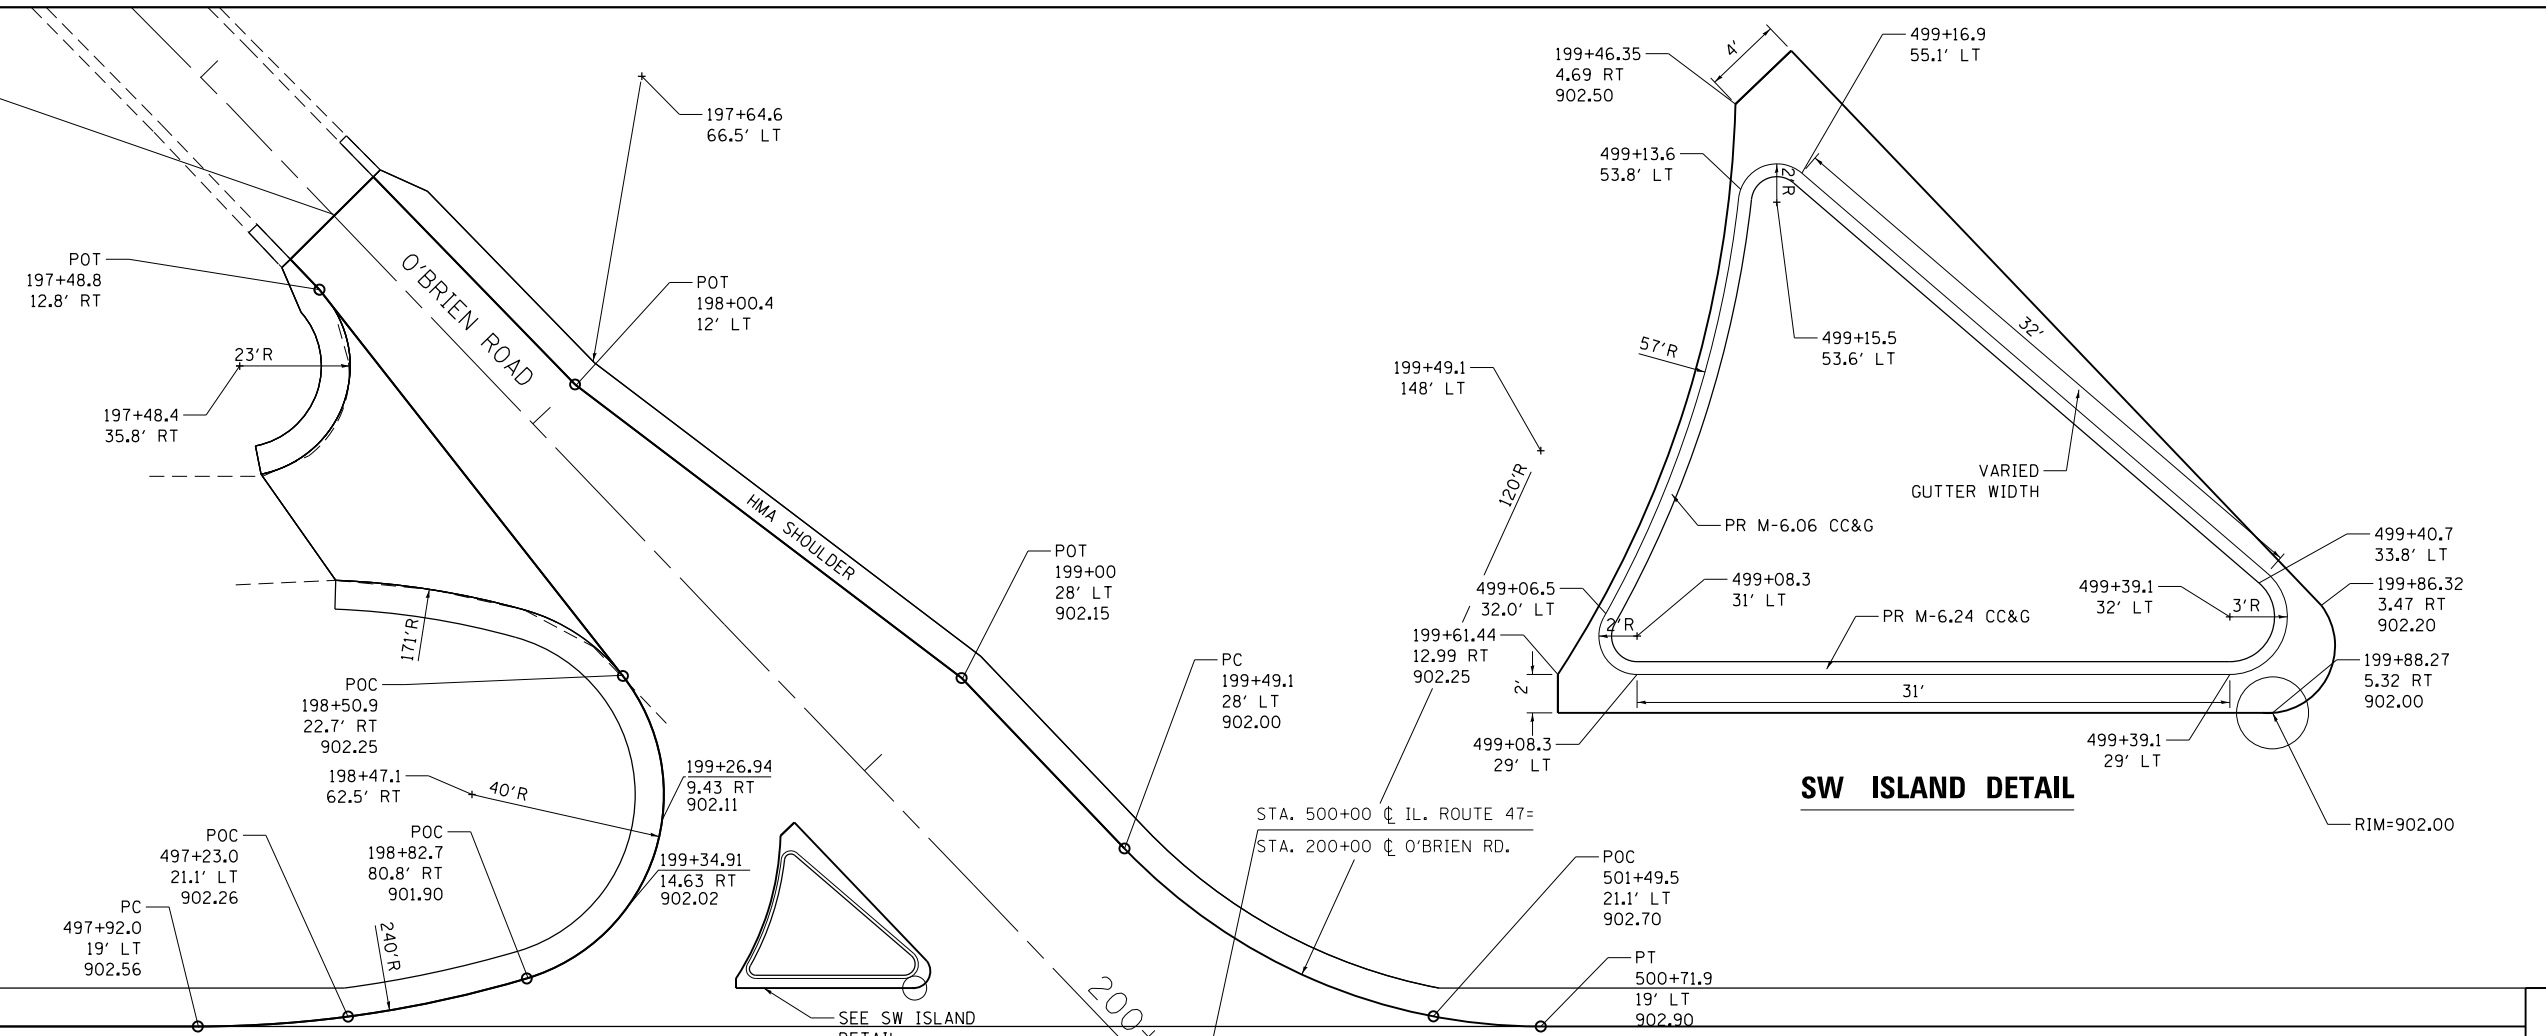 197+64.6
66.5' LT
POT
197+48.8
12.8' RT
POT
198+00.4
12' LT
O'BRIEN ROAD
23'R
197+48.4
35.8' RT
HMA SHOULDER
POT
199+00
28' LT
902.15
171'R
POC
198+50.9
22.7' RT
902.25
PC
199+49.1
28' LT
902.00
198+47.1
62.5' RT
40'R
199+26.94
9.43 RT
902.11
POC
497+23.0
21.1' LT
902.26
POC
198+82.7
80.8' RT
901.90
199+34.91
14.63 RT
902.02
PC
497+92.0
19' LT
902.56
240'R
SEE SW ISLAND
DETAIL
200+
STA. 500+00 ℄ IL. ROUTE 47=
STA. 200+00 ℄ O'BRIEN RD.
POC
501+49.5
21.1' LT
902.70
PT
500+71.9
19' LT
902.90
199+49.1
148' LT
120'R
199+46.35
4.69 RT
902.50
4'
499+16.9
55.1' LT
499+13.6
53.8' LT
2'R
499+15.5
53.6' LT
57'R
32'
VARIED
GUTTER WIDTH
PR M-6.06 CC&G
499+40.7
33.8' LT
499+06.5
32.0' LT
499+08.3
31' LT
2'R
PR M-6.24 CC&G
499+39.1
32' LT
3'R
199+86.32
3.47 RT
902.20
199+61.44
12.99 RT
902.25
199+88.27
5.32 RT
902.00
2'
31'
499+08.3
29' LT
499+39.1
29' LT
SW ISLAND DETAIL
RIM=902.00